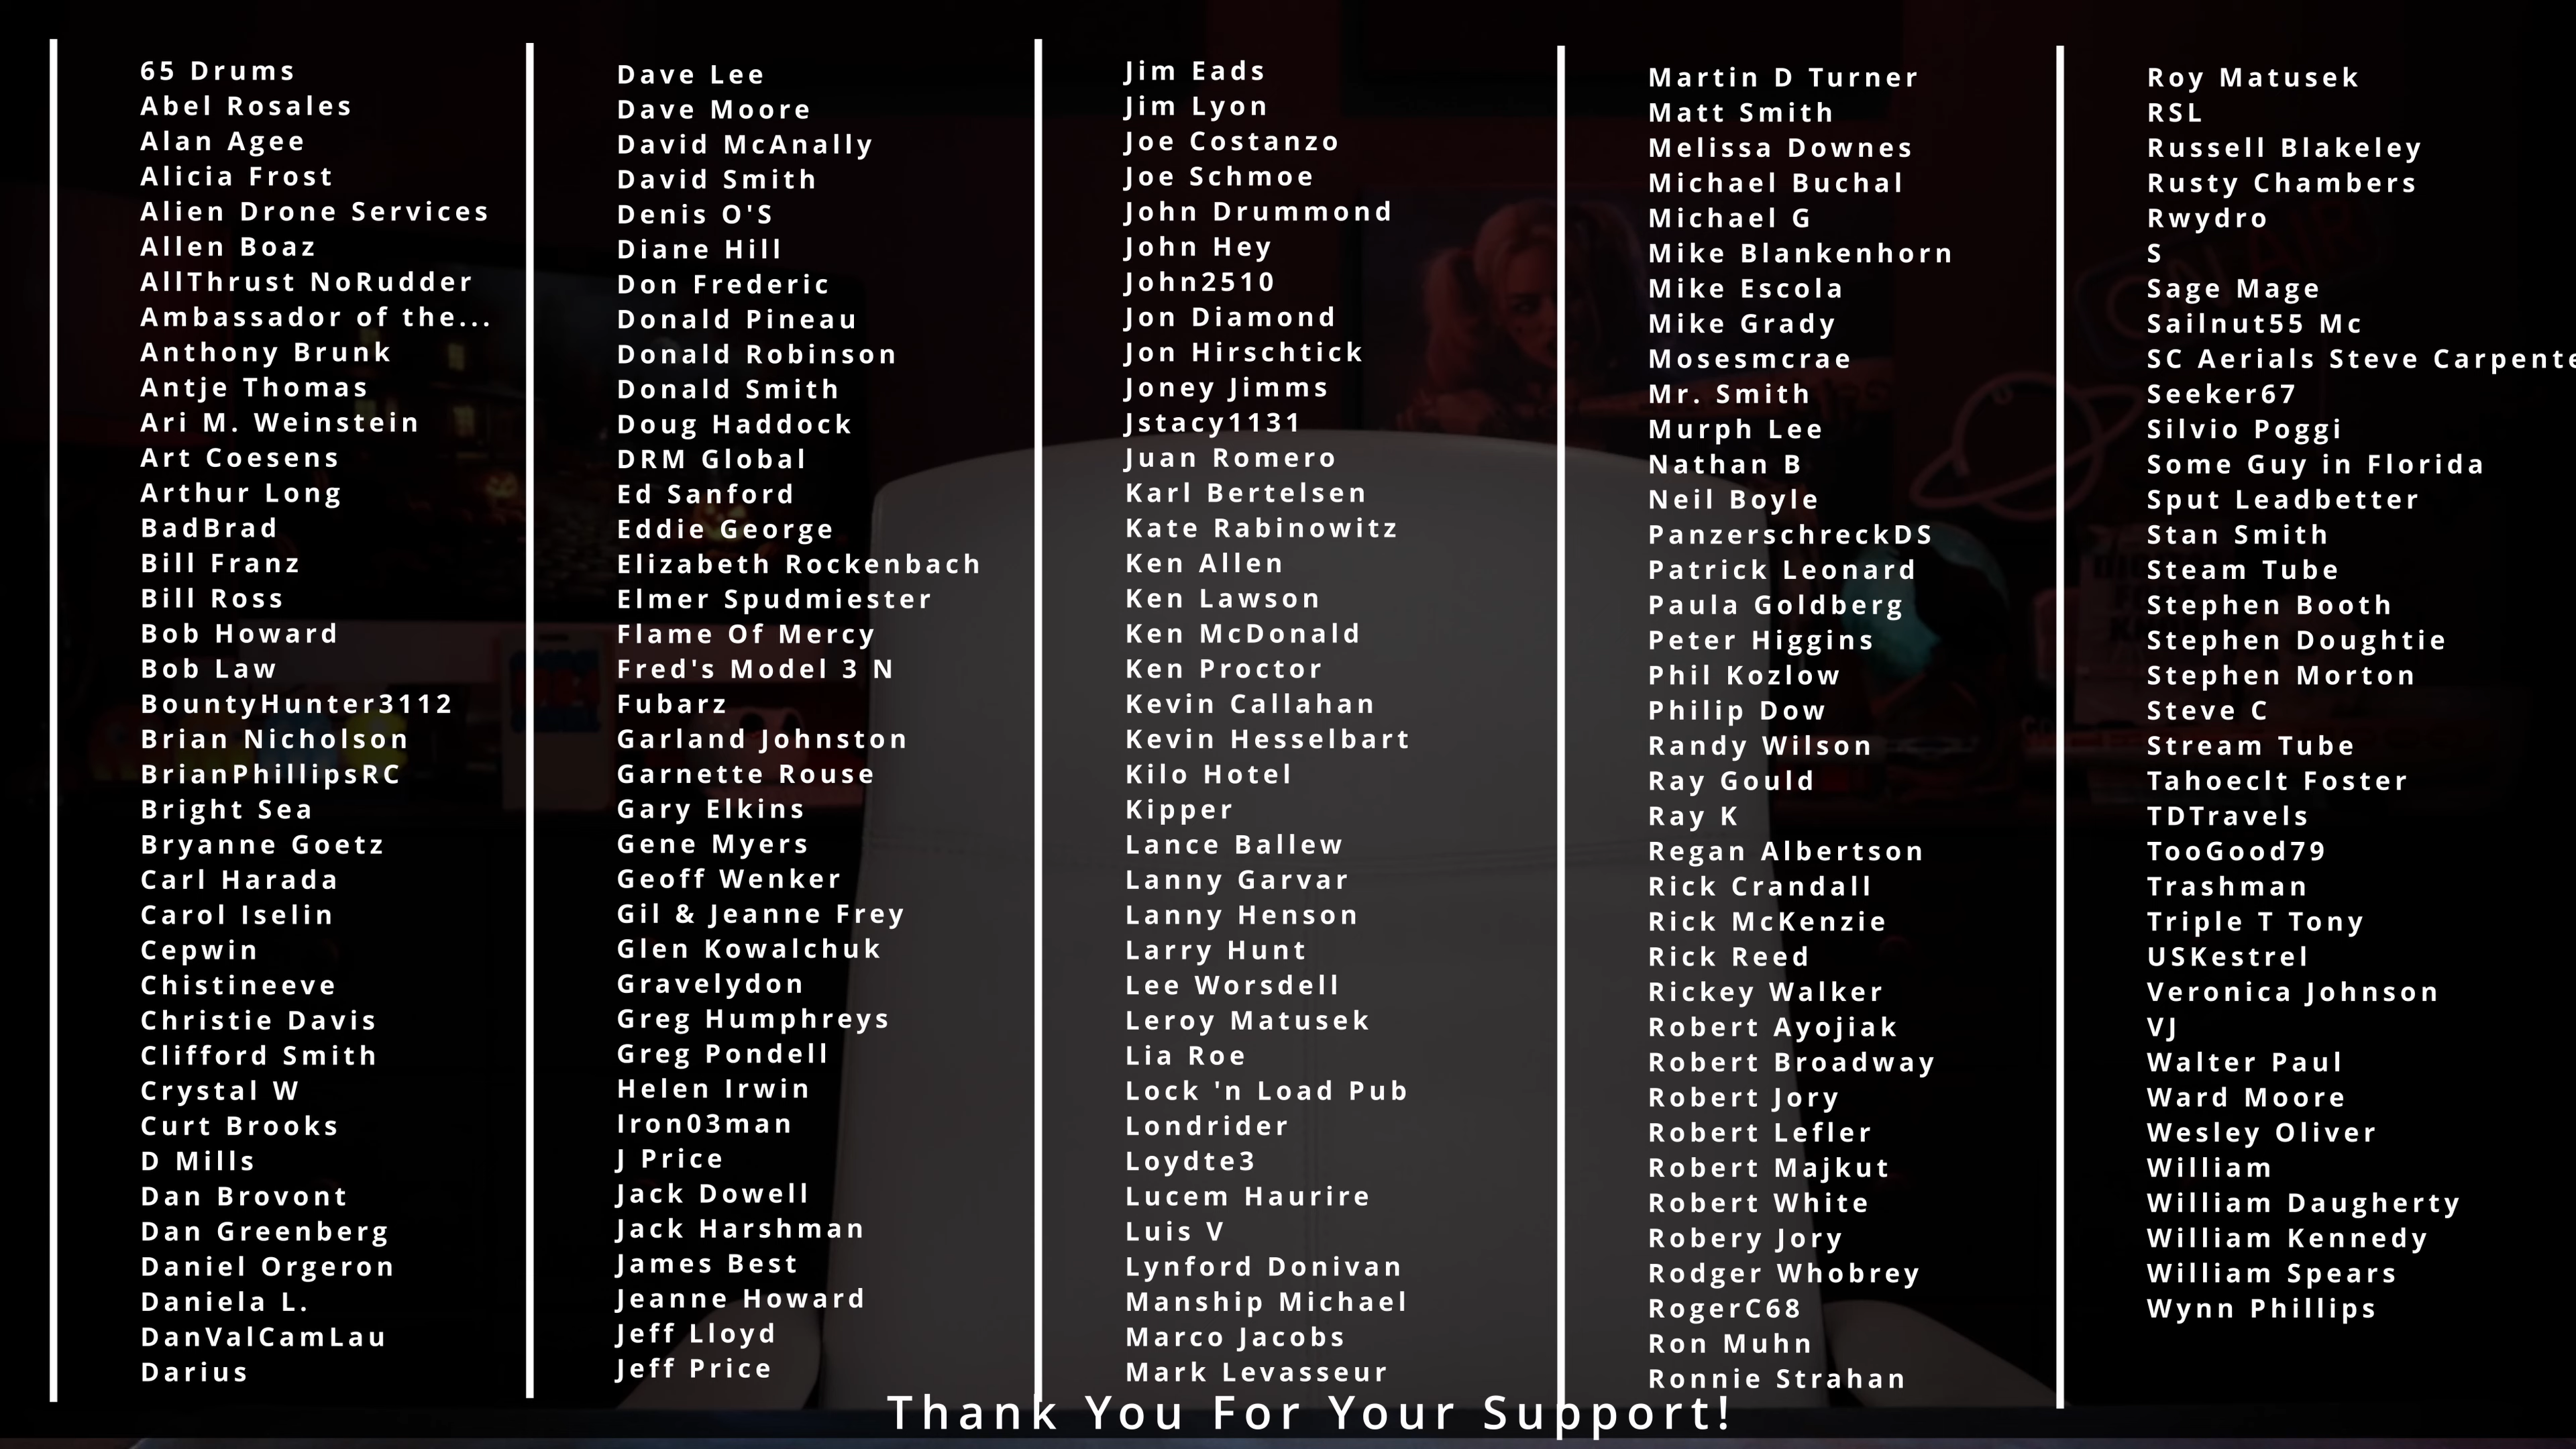 65 Drums
Abel Rosales
Alan Agee
Alicia Frost
Alien Drone Services
Allen Boaz
AllThrust NoRudder
Ambassador of the...
Anthony Brunk
Antje Thomas
Ari M. Weinstein
Art Coesens
Arthur Long
BadBrad
Bill Franz
Bill Ross
Bob Howard
Bob Law
BountyHunter3112
Brian Nicholson
BrianPhillipsRC
Bright Sea
Bryanne Goetz
Carl Harada
Carol Iselin
Cepwin
Chistineeve
Christie Davis
Clifford Smith
Crystal W
Curt Brooks
D Mills
Dan Brovont
Dan Greenberg
Daniel Orgeron
Daniela L.
DanValCamLau
Darius
Dave Lee
Dave Moore
David McAnally
David Smith
Denis O'S
Diane Hill
Don Frederic
Donald Pineau
Donald Robinson
Donald Smith
Doug Haddock
DRM Global
Ed Sanford
Eddie George
Elizabeth Rockenbach
Elmer Spudmiester
Flame Of Mercy
Fred's Model 3 N
Fubarz
Garland Johnston
Garnette Rouse
Gary Elkins
Gene Myers
Geoff Wenker
Gil & Jeanne Frey
Glen Kowalchuk
Gravelydon
Greg Humphreys
Greg Pondell
Helen Irwin
Iron03man
J Price
Jack Dowell
Jack Harshman
James Best
Jeanne Howard
Jeff Lloyd
Jeff Price
Jim Eads
Jim Lyon
Joe Costanzo
Joe Schmoe
John Drummond
John Hey
John2510
Jon Diamond
Jon Hirschtick
Joney Jimms
Jstacy1131
Juan Romero
Karl Bertelsen
Kate Rabinowitz
Ken Allen
Ken Lawson
Ken McDonald
Ken Proctor
Kevin Callahan
Kevin Hesselbart
Kilo Hotel
Kipper
Lance Ballew
Lanny Garvar
Lanny Henson
Larry Hunt
Lee Worsdell
Leroy Matusek
Lia Roe
Lock 'n Load Pub
Londrider
Loydte3
Lucem Haurire
Luis V
Lynford Donivan
Manship Michael
Marco Jacobs
Mark Levasseur
Martin D Turner
Matt Smith
Melissa Downes
Michael Buchal
Michael G
Mike Blankenhorn
Mike Escola
Mike Grady
Mosesmcrae
Mr. Smith
Murph Lee
Nathan B
Neil Boyle
PanzerschreckDS
Patrick Leonard
Paula Goldberg
Peter Higgins
Phil Kozlow
Philip Dow
Randy Wilson
Ray Gould
Ray K
Regan Albertson
Rick Crandall
Rick McKenzie
Rick Reed
Rickey Walker
Robert Ayojiak
Robert Broadway
Robert Jory
Robert Lefler
Robert Majkut
Robert White
Robery Jory
Rodger Whobrey
RogerC68
Ron Muhn
Ronnie Strahan
Roy Matusek
RSL
Russell Blakeley
Rusty Chambers
Rwydro
S
Sage Mage
Sailnut55 Mc
SC Aerials Steve Carpente
Seeker67
Silvio Poggi
Some Guy in Florida
Sput Leadbetter
Stan Smith
Steam Tube
Stephen Booth
Stephen Doughtie
Stephen Morton
Steve C
Stream Tube
Tahoeclt Foster
TDTravels
TooGood79
Trashman
Triple T Tony
USKestrel
Veronica Johnson
VJ
Walter Paul
Ward Moore
Wesley Oliver
William
William Daugherty
William Kennedy
William Spears
Wynn Phillips
Thank You For Your Support!
ON AIR